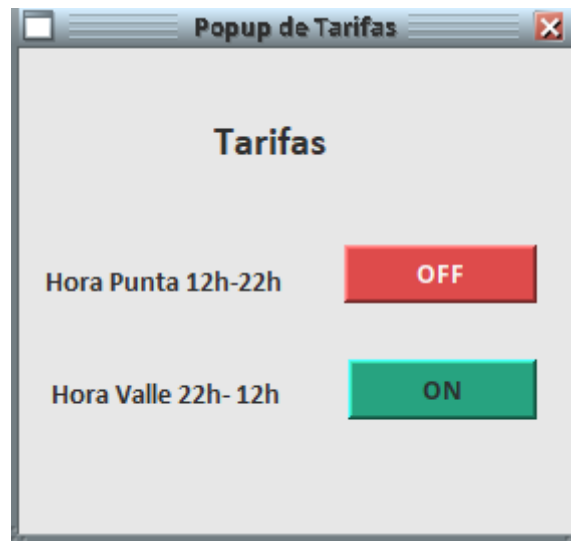 Popup de Tarifas
Tarifas
Hora Punta 12h-22h
OFF
Hora Valle 22h- 12h
ON